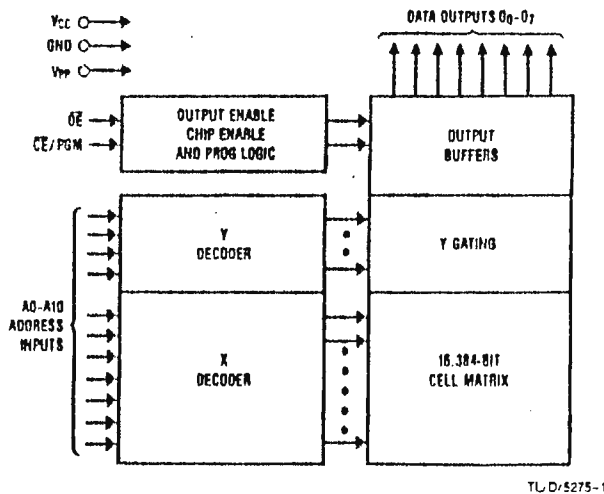 VCC
GND
VPP
DATA OUTPUTS O0-O7
OE
CE/PGM
OUTPUT ENABLE
CHIP ENABLE
AND PROG LOGIC
OUTPUT
BUFFERS
Y
DECODER
Y GATING
A0-A10
ADDRESS
INPUTS
X
DECODER
16,384-BIT
CELL MATRIX
TL/D/5275-1